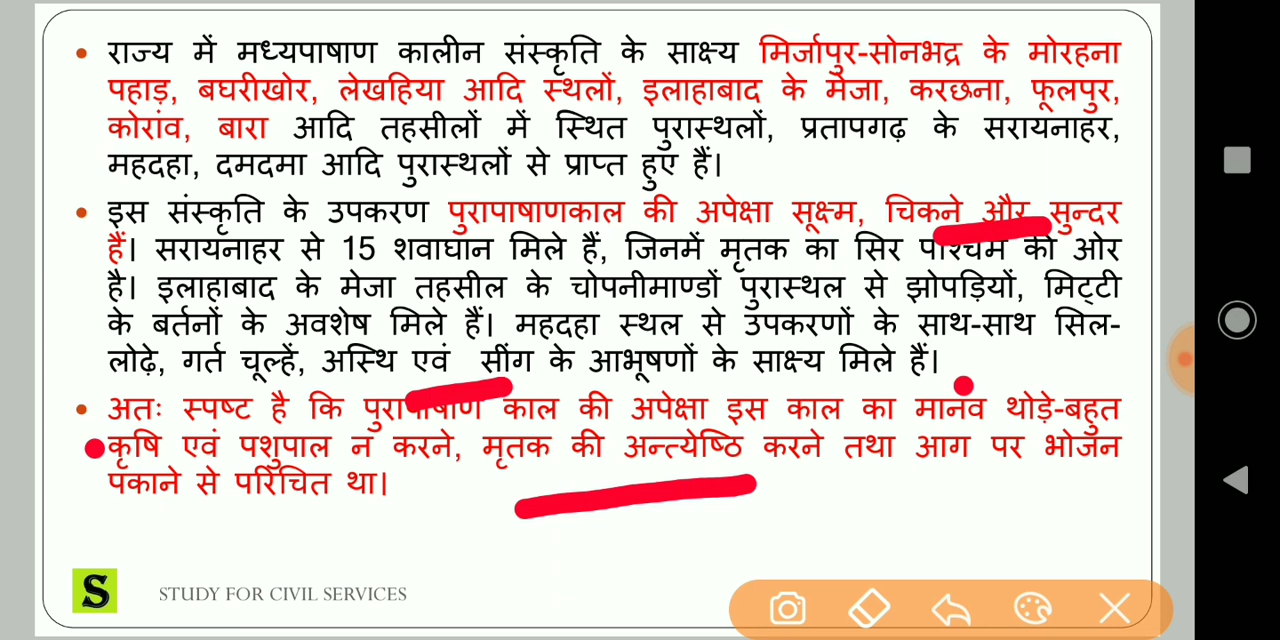 राज्य में मध्यपाषाण कालीन संस्कृति के साक्ष्य मिर्जापुर-सोनभद्र के मोरहना
पहाड़, बघरीखोर, लेखहिया आदि स्थलों, इलाहाबाद के मेजा, करछना, फूलपुर,
कोरांव, बारा आदि तहसीलों में स्थित पुरास्थलों, प्रतापगढ़ के सरायनाहर,
महदहा, दमदमा आदि पुरास्थलों से प्राप्त हुए हैं।
इस संस्कृति के उपकरण पुरापाषाणकाल की अपेक्षा सूक्ष्म, चिकने और सुन्दर
हैं। सरायनाहर से 15 शवाधान मिले हैं, जिनमें मृतक का सिर पश्चिम की ओर
है। इलाहाबाद के मेजा तहसील के चोपनीमाण्डों पुरास्थल से झोपड़ियों, मिट्टी
के बर्तनों के अवशेष मिले हैं। महदहा स्थल से उपकरणों के साथ-साथ सिल-
लोढ़े, गर्त चूल्हें, अस्थि एवं सींग के आभूषणों के साक्ष्य मिले हैं।
अतः स्पष्ट है कि पुरापाषाण काल की अपेक्षा इस काल का मानव थोड़े-बहुत
कृषि एवं पशुपाल न करने, मृतक की अन्त्येष्ठि करने तथा आग पर भोजन
पकाने से परिचित था।
S STUDY FOR CIVIL SERVICES